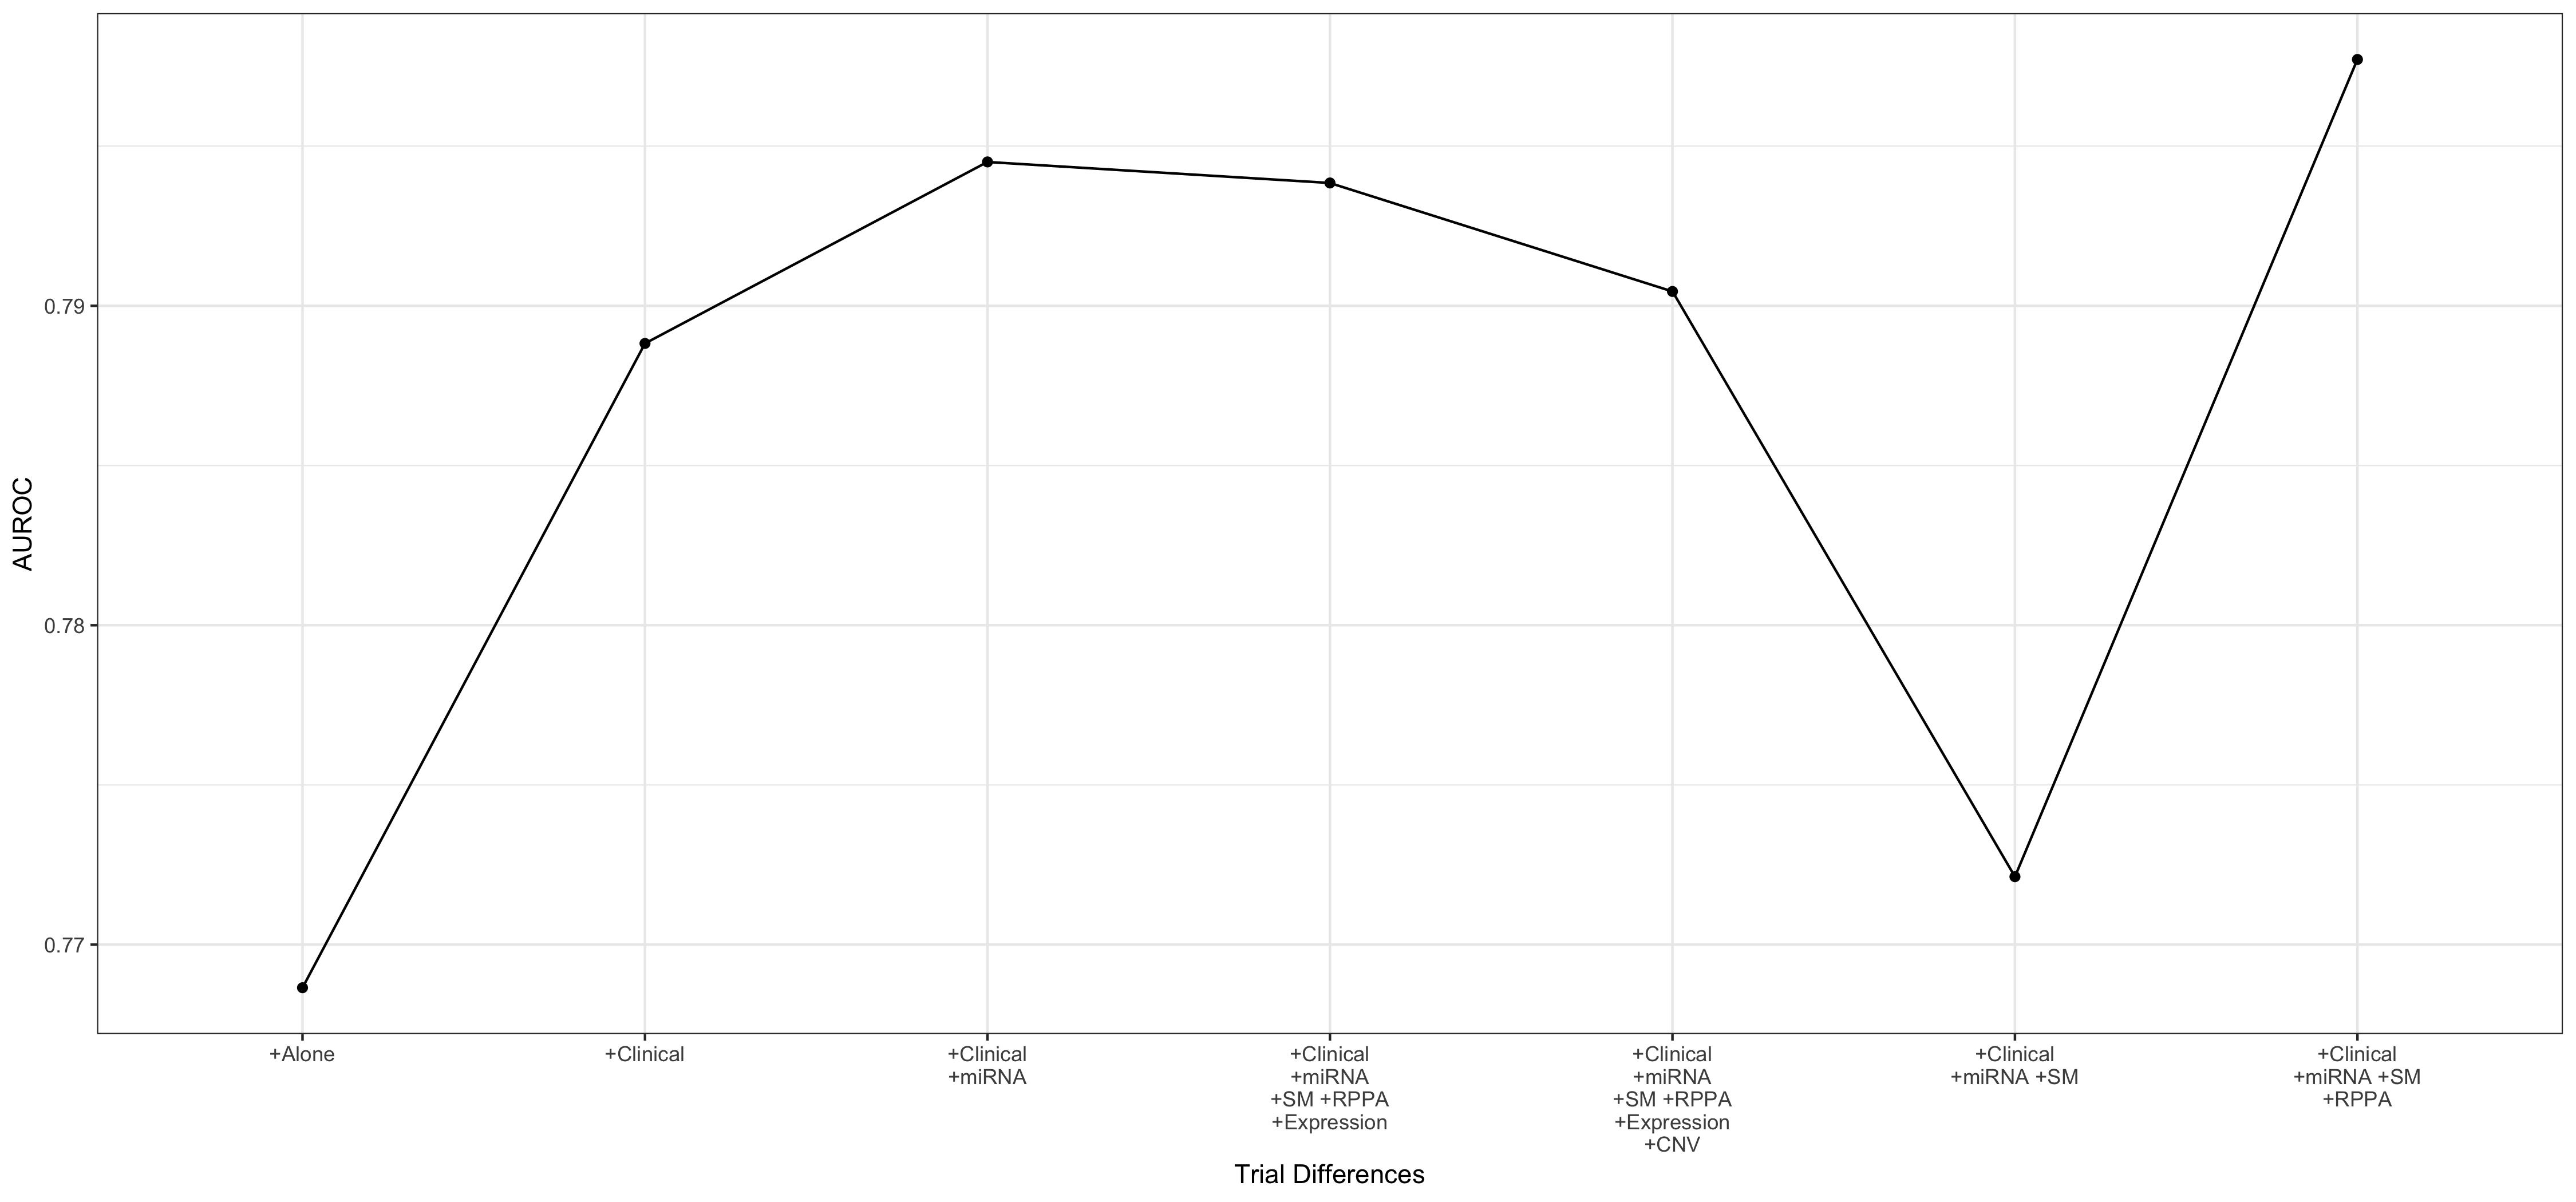 AUROC
0.79
0.78
0.77
+Alone
+Clinical
+Clinical
+miRNA
+Clinical
+miRNA
+SM +RPPA
+Expression
+Clinical
+miRNA
+SM +RPPA
+Expression
+CNV
+Clinical
+miRNA +SM
+Clinical
+miRNA +SM
+RPPA
Trial Differences